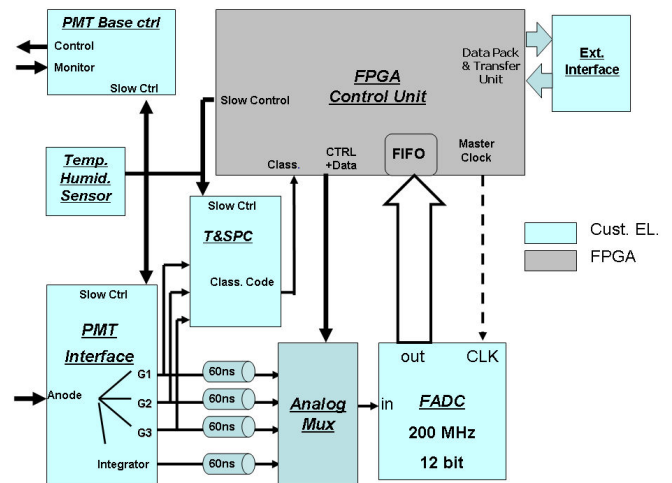 PMT Base ctrl
Control
Monitor
Slow Ctrl
Temp.
Humid.
Sensor
Slow Control
FPGA
Control Unit
Data Pack
& Transfer
Unit
Class.
CTRL
+Data
FIFO
Master
Clock
Ext.
Interface
Slow Ctrl
T&SPC
Class. Code
Cust. EL.
FPGA
Slow Ctrl
PMT
Interface
Anode
G1
G2
G3
Integrator
60ns
60ns
60ns
60ns
Analog
Mux
out
CLK
in
FADC
200 MHz
12 bit